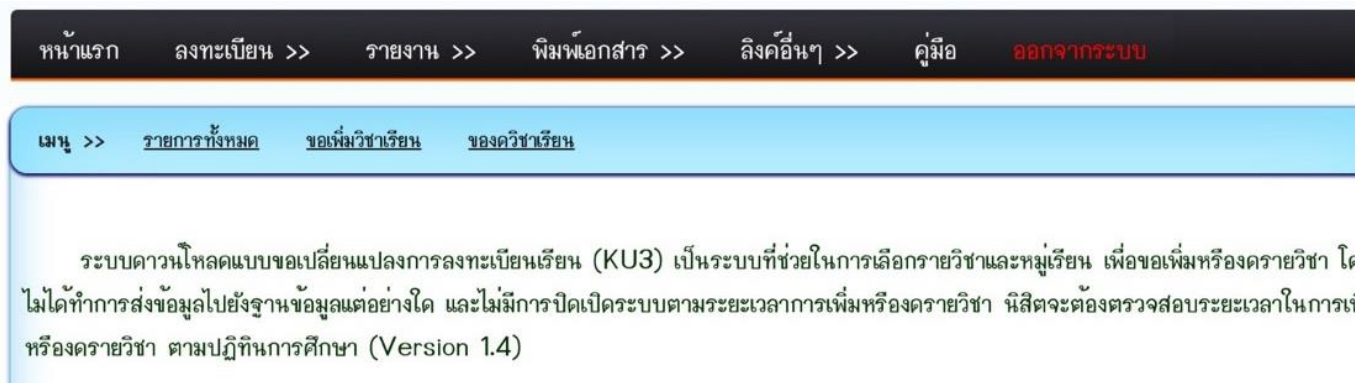 หน้าแรก ลงทะเบียน >> รายงาน >> พิมพ์เอกสาร >> ลิงค์อื่นๆ >> คู่มือ ออกจากระบบ
เมนู >> รายการทั้งหมด ขอเพิ่มวิชาเรียน ของดวิชาเรียน
ระบบดาวน์โหลดแบบขอเปลี่ยนแปลงการลงทะเบียนเรียน (KU3) เป็นระบบที่ช่วยในการเลือกรายวิชาและหมู่เรียน เพื่อขอเพิ่มหรืองดรายวิชา
ไม่ได้ทำการส่งข้อมูลไปยังฐานข้อมูลแต่อย่างใด และไม่มีการปิดเปิดระบบตามระยะเวลาการเพิ่มหรืองดรายวิชา นิสิตจะต้องตรวจสอบระยะเวลาในการ
หรืองดรายวิชา ตามปฏิทินการศึกษา (Version 1.4)